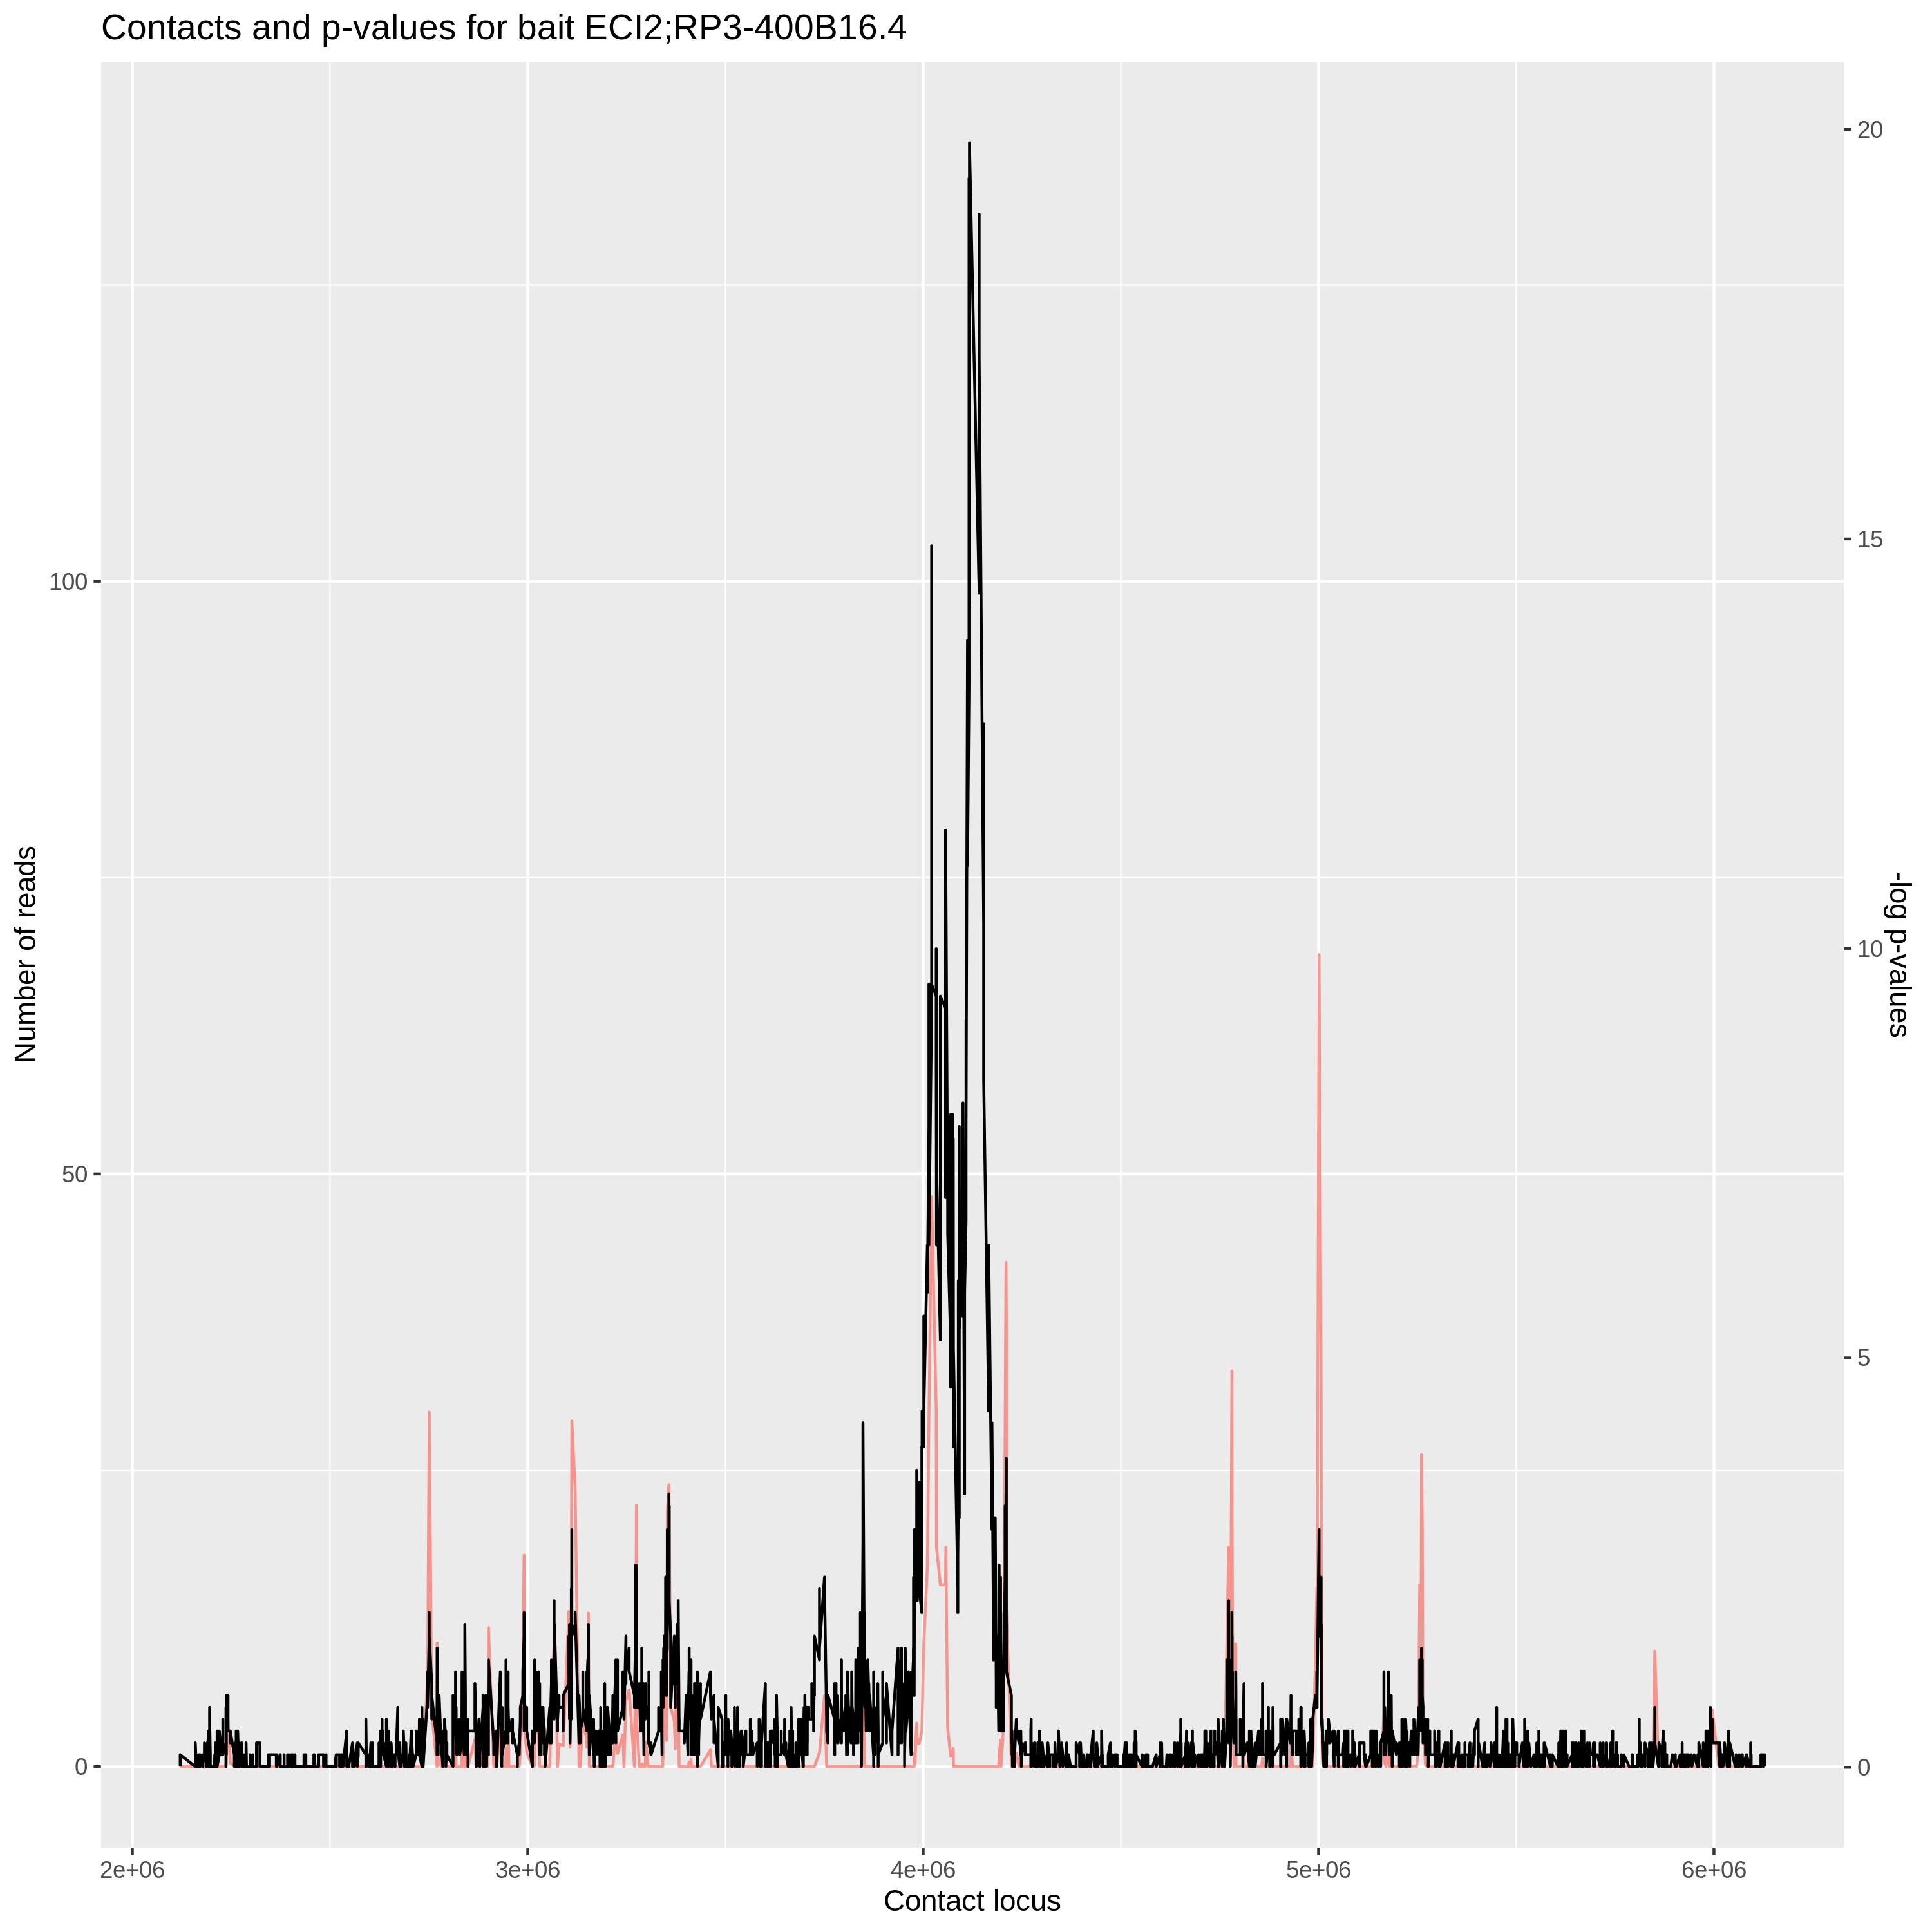 Contacts and p-values for bait ECI2;RP3-400B16.4
20
15
100
Number of reads
-log p-values
10
50
5
0
0
2e+06
3e+06
4e+06
5e+06
6e+06
Contact locus